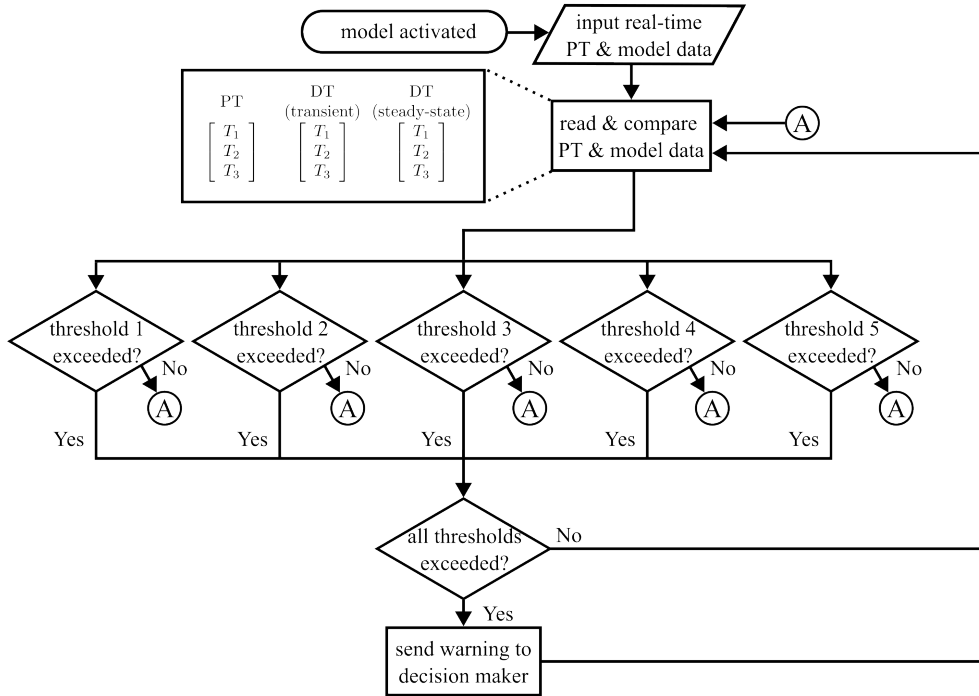 model activated
input real-time
PT & model data
PT
DT
(transient)
DT
(steady-state)
[ T1 ] [ T1 ] [ T1 ]
[ T2 ] [ T2 ] [ T2 ]
[ T3 ] [ T3 ] [ T3 ]
read & compare
PT & model data
A
threshold 1
exceeded?
No
A
Yes
threshold 2
exceeded?
No
A
Yes
threshold 3
exceeded?
No
A
Yes
threshold 4
exceeded?
No
A
Yes
threshold 5
exceeded?
No
A
Yes
all thresholds
exceeded?
No
Yes
send warning to
decision maker